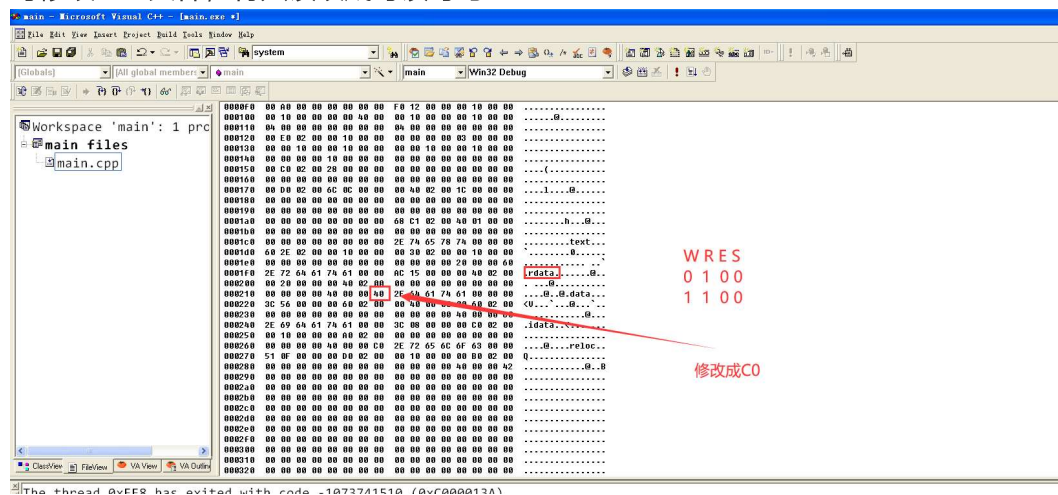 main - Microsoft Visual C++ - [main.exe *]
File Edit View Insert Project Build Tools Window Help
system
[Globals] [All global members main main Win32 Debug
Workspace 'main': 1 prc
main files
main.cpp
0000F0 00 A0 00 00 00 00 00 00 F0 12 00 00 00 10 00 00 ................
000100 00 10 00 00 00 00 40 00 00 10 00 00 00 10 00 00 ......@.........
000110 04 00 00 00 00 00 00 00 04 00 00 00 00 00 00 00 ................
000120 00 E0 02 00 00 10 00 00 00 00 00 00 03 00 00 00 ................
000130 00 00 10 00 00 10 00 00 00 00 10 00 00 10 00 00 ................
000140 00 00 00 00 10 00 00 00 00 00 00 00 00 00 00 00 ................
000150 00 C0 02 00 28 00 00 00 00 00 00 00 00 00 00 00 ....(...........
000160 00 00 00 00 00 00 00 00 00 00 00 00 00 00 00 00 ................
000170 00 D0 02 00 6C 0C 00 00 00 40 02 00 1C 00 00 00 ....l....@......
000180 00 00 00 00 00 00 00 00 00 00 00 00 00 00 00 00 ................
000190 00 00 00 00 00 00 00 00 00 00 00 00 00 00 00 00 ................
0001a0 00 00 00 00 00 00 00 00 68 C1 02 00 40 01 00 00 ........h...@...
0001b0 00 00 00 00 00 00 00 00 00 00 00 00 00 00 00 00 ................
0001c0 00 00 00 00 00 00 00 00 2E 74 65 78 74 00 00 00 .........text...
0001d0 60 2E 02 00 00 10 00 00 00 30 02 00 00 10 00 00 `........0......
0001e0 00 00 00 00 00 00 00 00 00 00 00 00 20 00 00 60 ............ ..`
0001F0 2E 72 64 61 74 61 00 00 AC 15 00 00 00 40 02 00 .rdata.......@..
000200 00 20 00 00 00 40 02 00 00 00 00 00 00 00 00 00 . ...@..........
000210 00 00 00 00 40 00 00 40 2E 64 61 74 61 00 00 00 ....@..@.data...
000220 3C 56 00 00 00 60 02 00 00 40 00 00 00 60 02 00 <V...`...@...`..
000230 00 00 00 00 00 00 00 00 00 00 00 00 40 00 00
000240 2E 69 64 61 74 61 00 00 3C 08 00 00 00 C0 02 00 .idata..<.......
000250 00 10 00 00 00 A0 02 00 00 00 00 00 00 00 00 00 ................
000260 00 00 00 00 40 00 00 C0 2E 72 65 6C 6F 63 00 00 ....@....reloc..
000270 51 0F 00 00 00 D0 02 00 00 10 00 00 00 B0 02 00 Q...............
000280 00 00 00 00 00 00 00 00 00 00 00 00 40 00 00 42 ............@..B
000290 00 00 00 00 00 00 00 00 00 00 00 00 00 00 00 00 ................
0002a0 00 00 00 00 00 00 00 00 00 00 00 00 00 00 00 00 ................
0002b0 00 00 00 00 00 00 00 00 00 00 00 00 00 00 00 00 ................
0002c0 00 00 00 00 00 00 00 00 00 00 00 00 00 00 00 00 ................
0002d0 00 00 00 00 00 00 00 00 00 00 00 00 00 00 00 00 ................
0002e0 00 00 00 00 00 00 00 00 00 00 00 00 00 00 00 00 ................
0002F0 00 00 00 00 00 00 00 00 00 00 00 00 00 00 00 00 ................
000300 00 00 00 00 00 00 00 00 00 00 00 00 00 00 00 00 ................
000310 00 00 00 00 00 00 00 00 00 00 00 00 00 00 00 00 ................
000320 00 00 00 00 00 00 00 00 00 00 00 00 00 00 00 00 ................
W R E S
0 1 0 0
1 1 0 0
修改成C0
ClassView FileView VA View VA Outlin
The thread 0xFF8 has exited with code -1073741510 (0xC000013A)